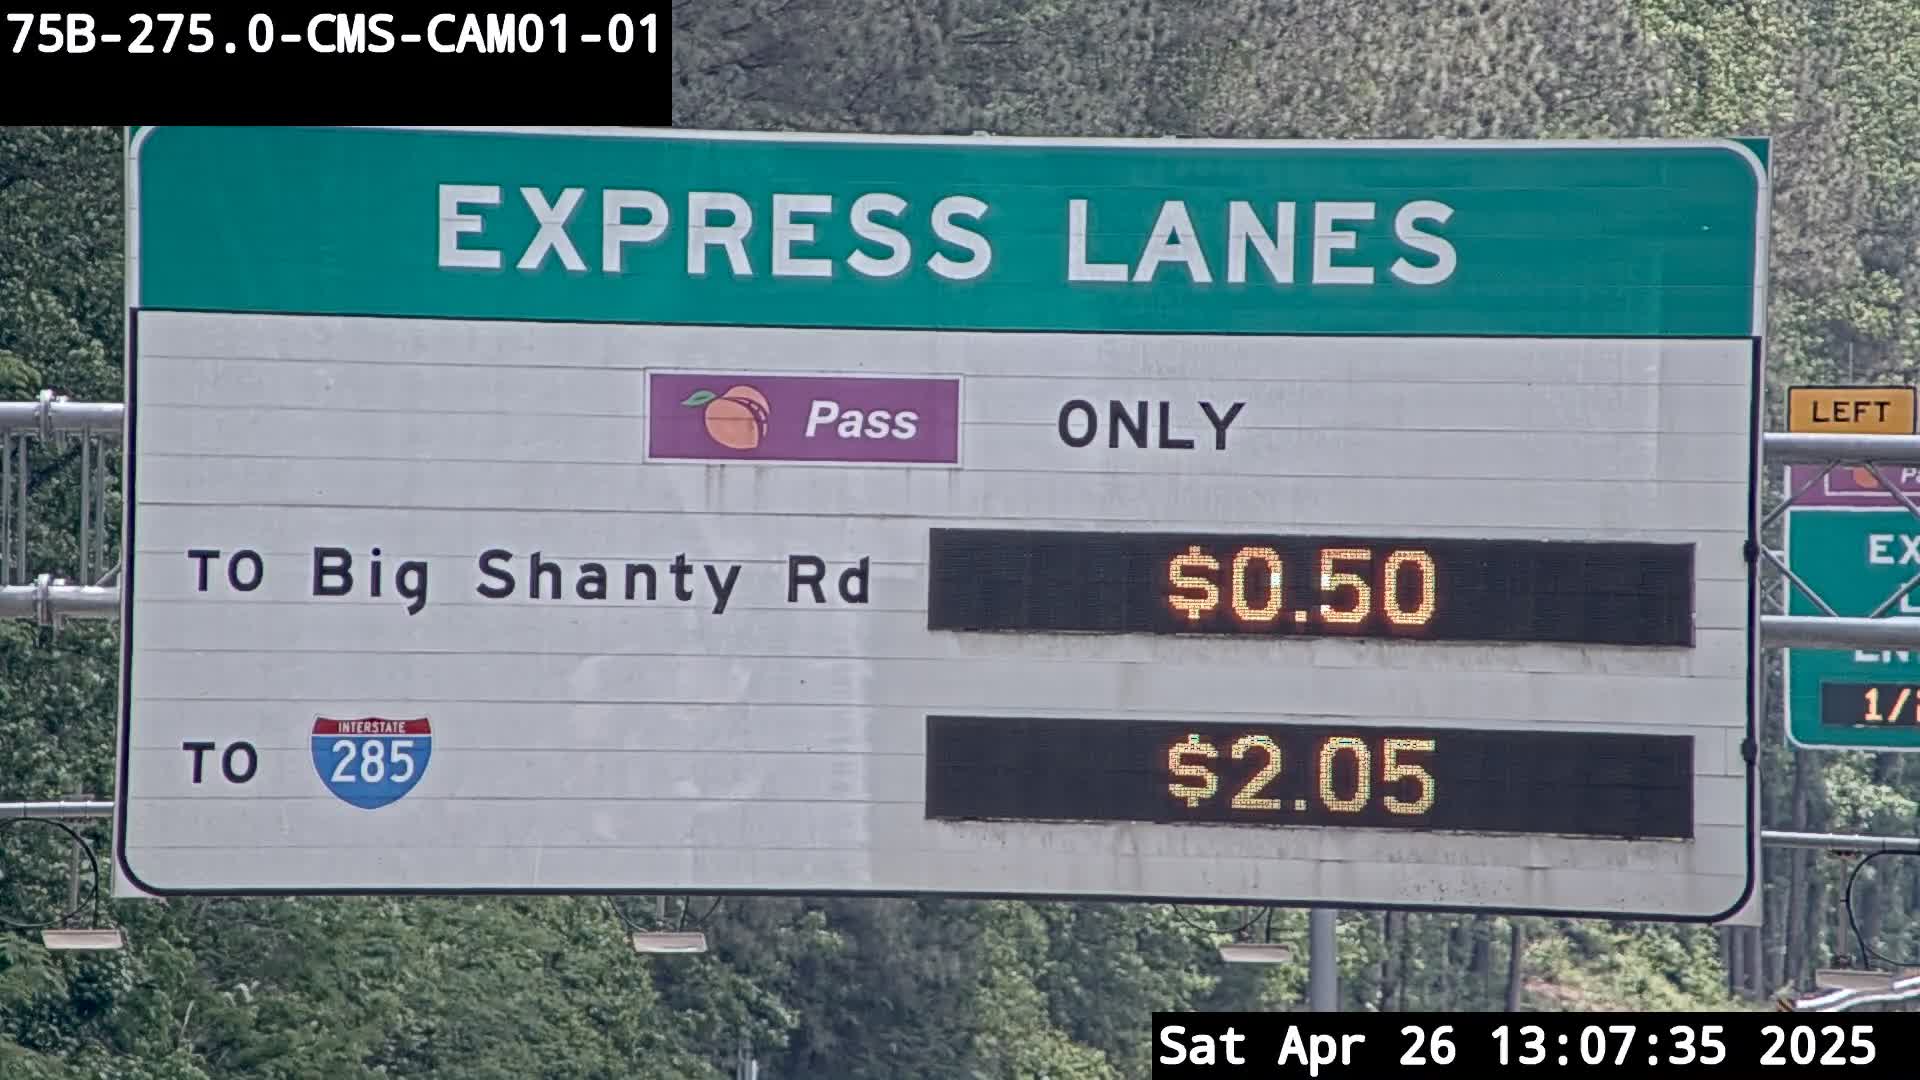 75B-275.0-CMS-CAM01-01
EXPRESS LANES
Pass ONLY
TO Big Shanty Rd $0.50
TO INTERSTATE 285 $2.05
LEFT
Sat Apr 26 13:07:35 2025